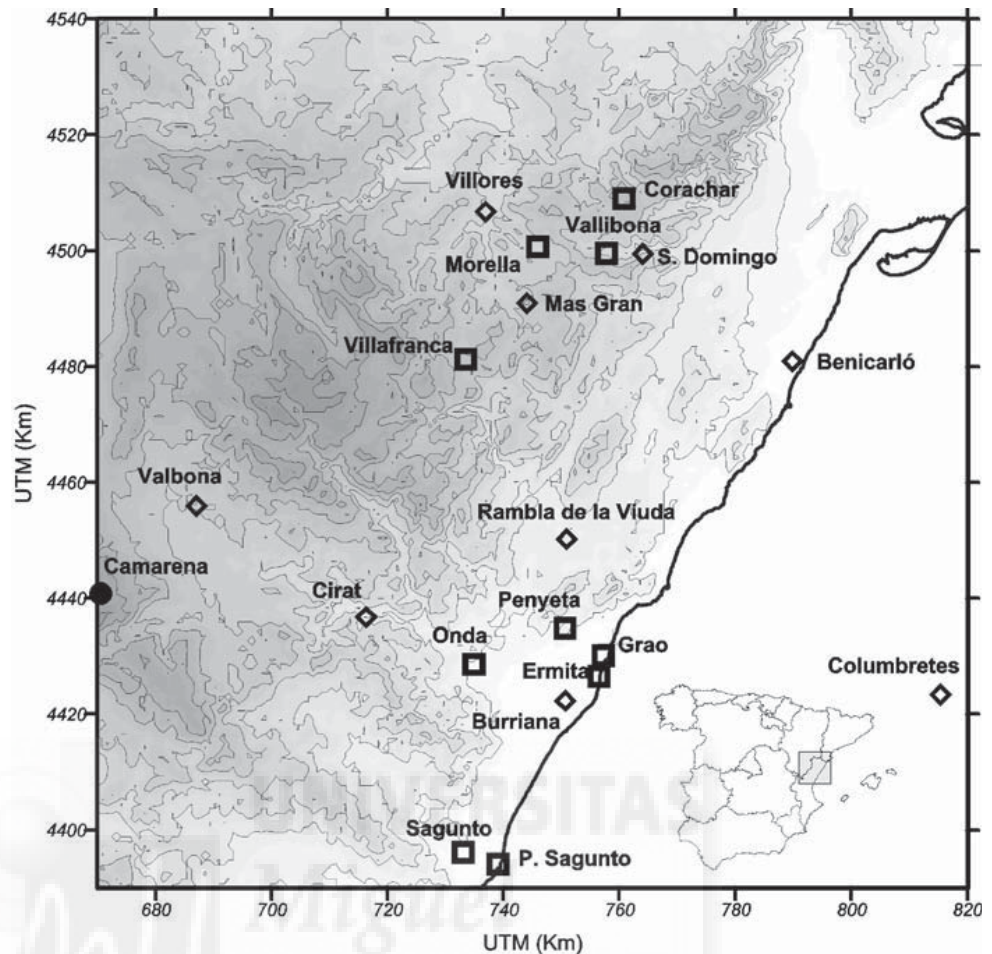 4540
4520
4500
4480
4460
4440
4420
4400
UTM (Km)
Villores
Corachar
Vallibona
Morella
S. Domingo
Mas Gran
Villafranca
Benicarló
Valbona
Rambla de la Viuda
Camarena
Cirat
Penyeta
Onda
Grao
Ermita
Columbretes
Burriana
UNIVERSITAS
Sagunto
P. Sagunto
Miguel
680
700
720
740
760
780
800
820
UTM (Km)